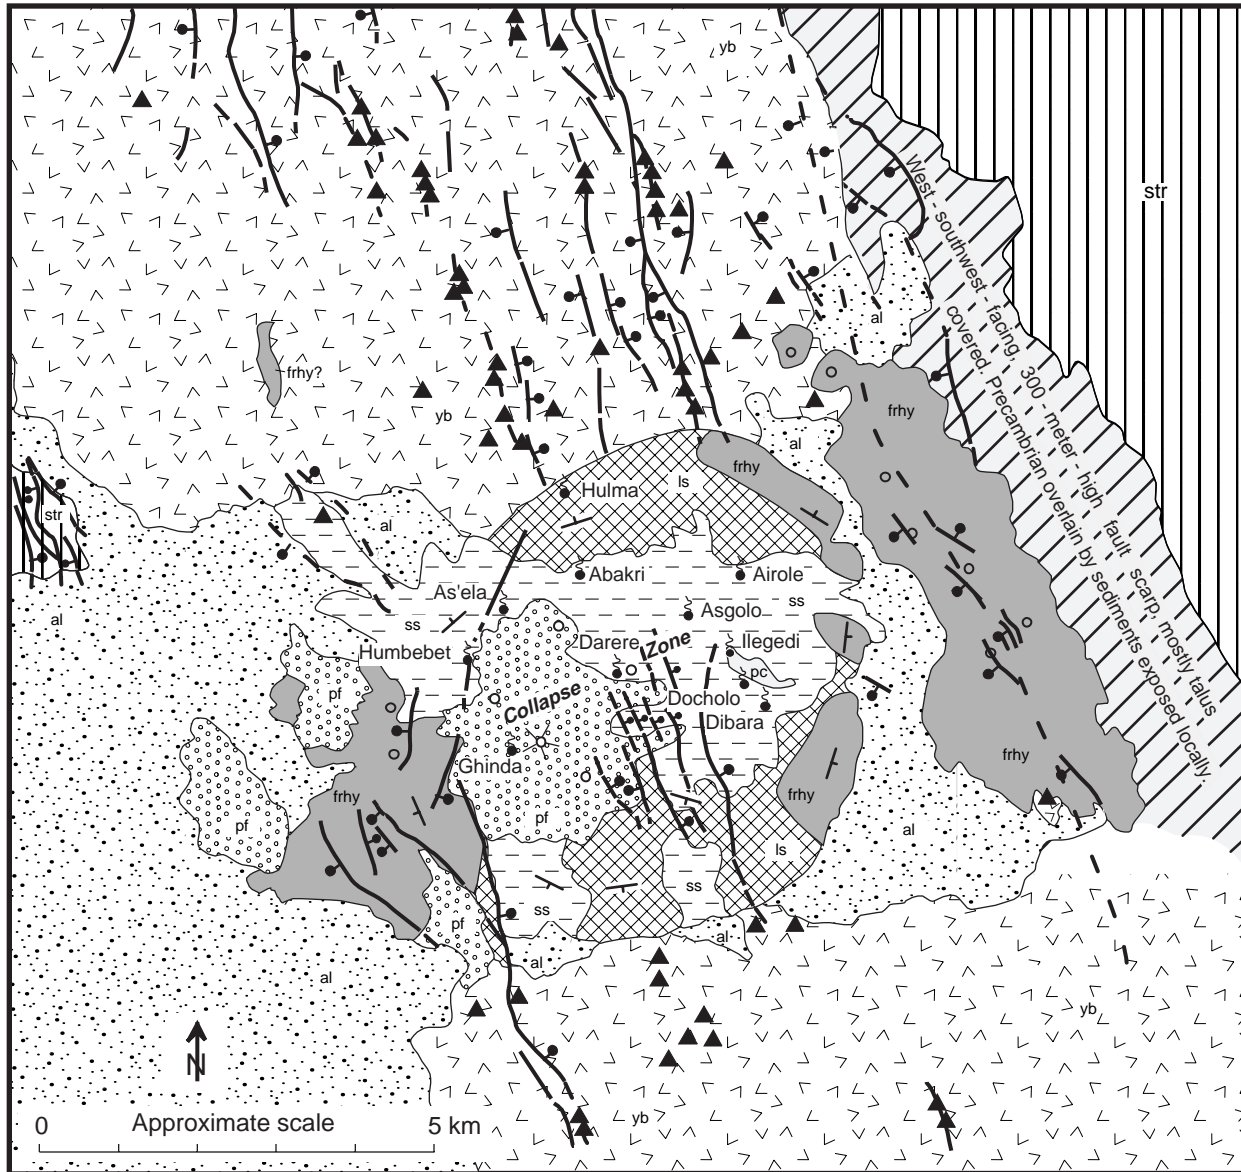 yb
str
West - southwest - facing, 300 - meter - high fault scarp, mostly talus
covered. Precambrian overlain by sediments exposed locally.
al
frhy?
frhy
yb
al
frhy
ls
Hulma
str
al
Abakri
Airole
As'ela
Asgolo
ss
ss
al
Humbebet
Darere
Zone
Ilegedi
pc
pf
Collapse
Docholo
Dibara
Ghinda
frhy
frhy
frhy
pf
pf
al
ls
ss
ss
pf
al
al
al
yb
N
0 Approximate scale 5 km
yb